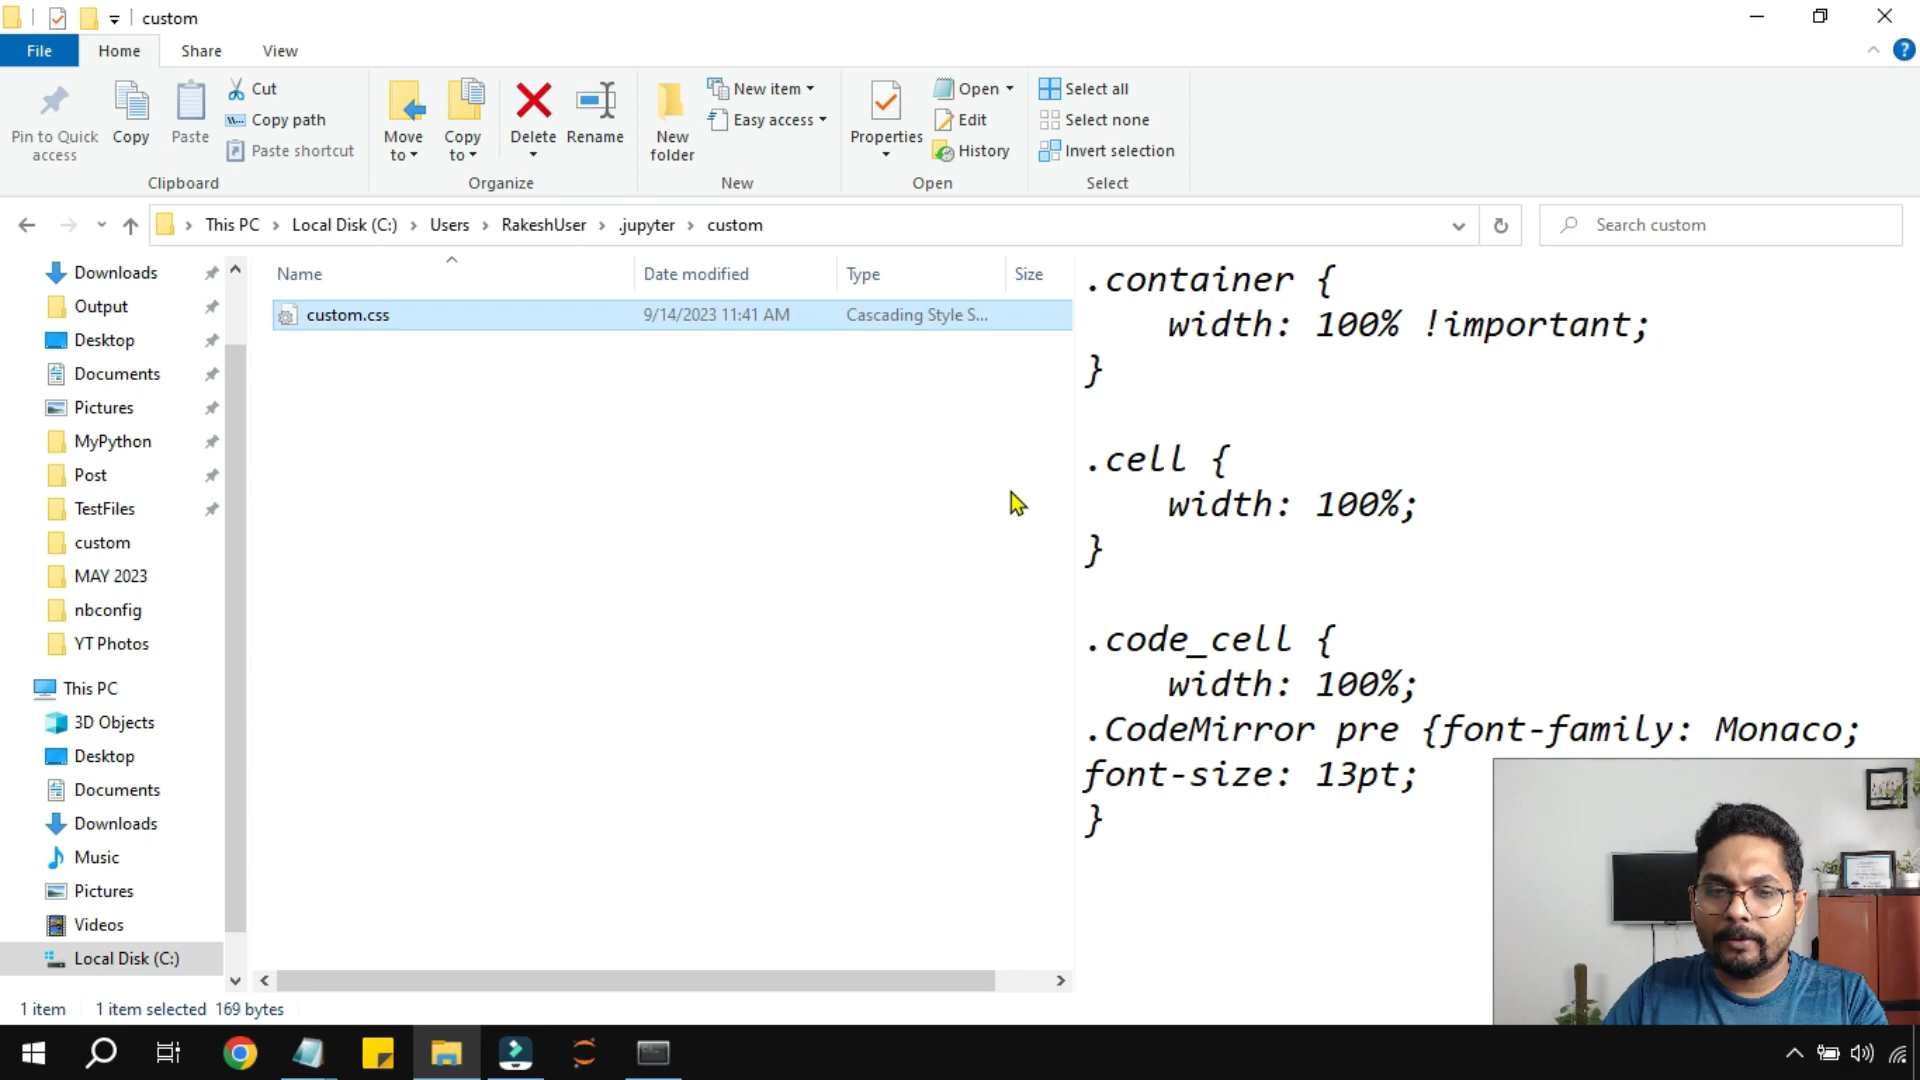 custom
File Home Share View
Pin to Quick access
Copy
Paste
Cut
Copy path
Paste shortcut
Clipboard
Move to
Copy to
Delete
Rename
Organize
New folder
New item
Easy access
New
Properties
Open
Edit
History
Open
Select all
Select none
Invert selection
Select
This PC > Local Disk (C:) > Users > RakeshUser > .jupyter > custom
Search custom
Downloads
Output
Desktop
Documents
Pictures
MyPython
Post
TestFiles
custom
MAY 2023
nbconfig
YT Photos
This PC
3D Objects
Desktop
Documents
Downloads
Music
Pictures
Videos
Local Disk (C:)
Name Date modified Type Size
custom.css 9/14/2023 11:41 AM Cascading Style S...
.container {
width: 100% !important;
}
.cell {
width: 100%;
}
.code_cell {
width: 100%;
.CodeMirror pre {font-family: Monaco;
font-size: 13pt;
}
1 item 1 item selected 169 bytes